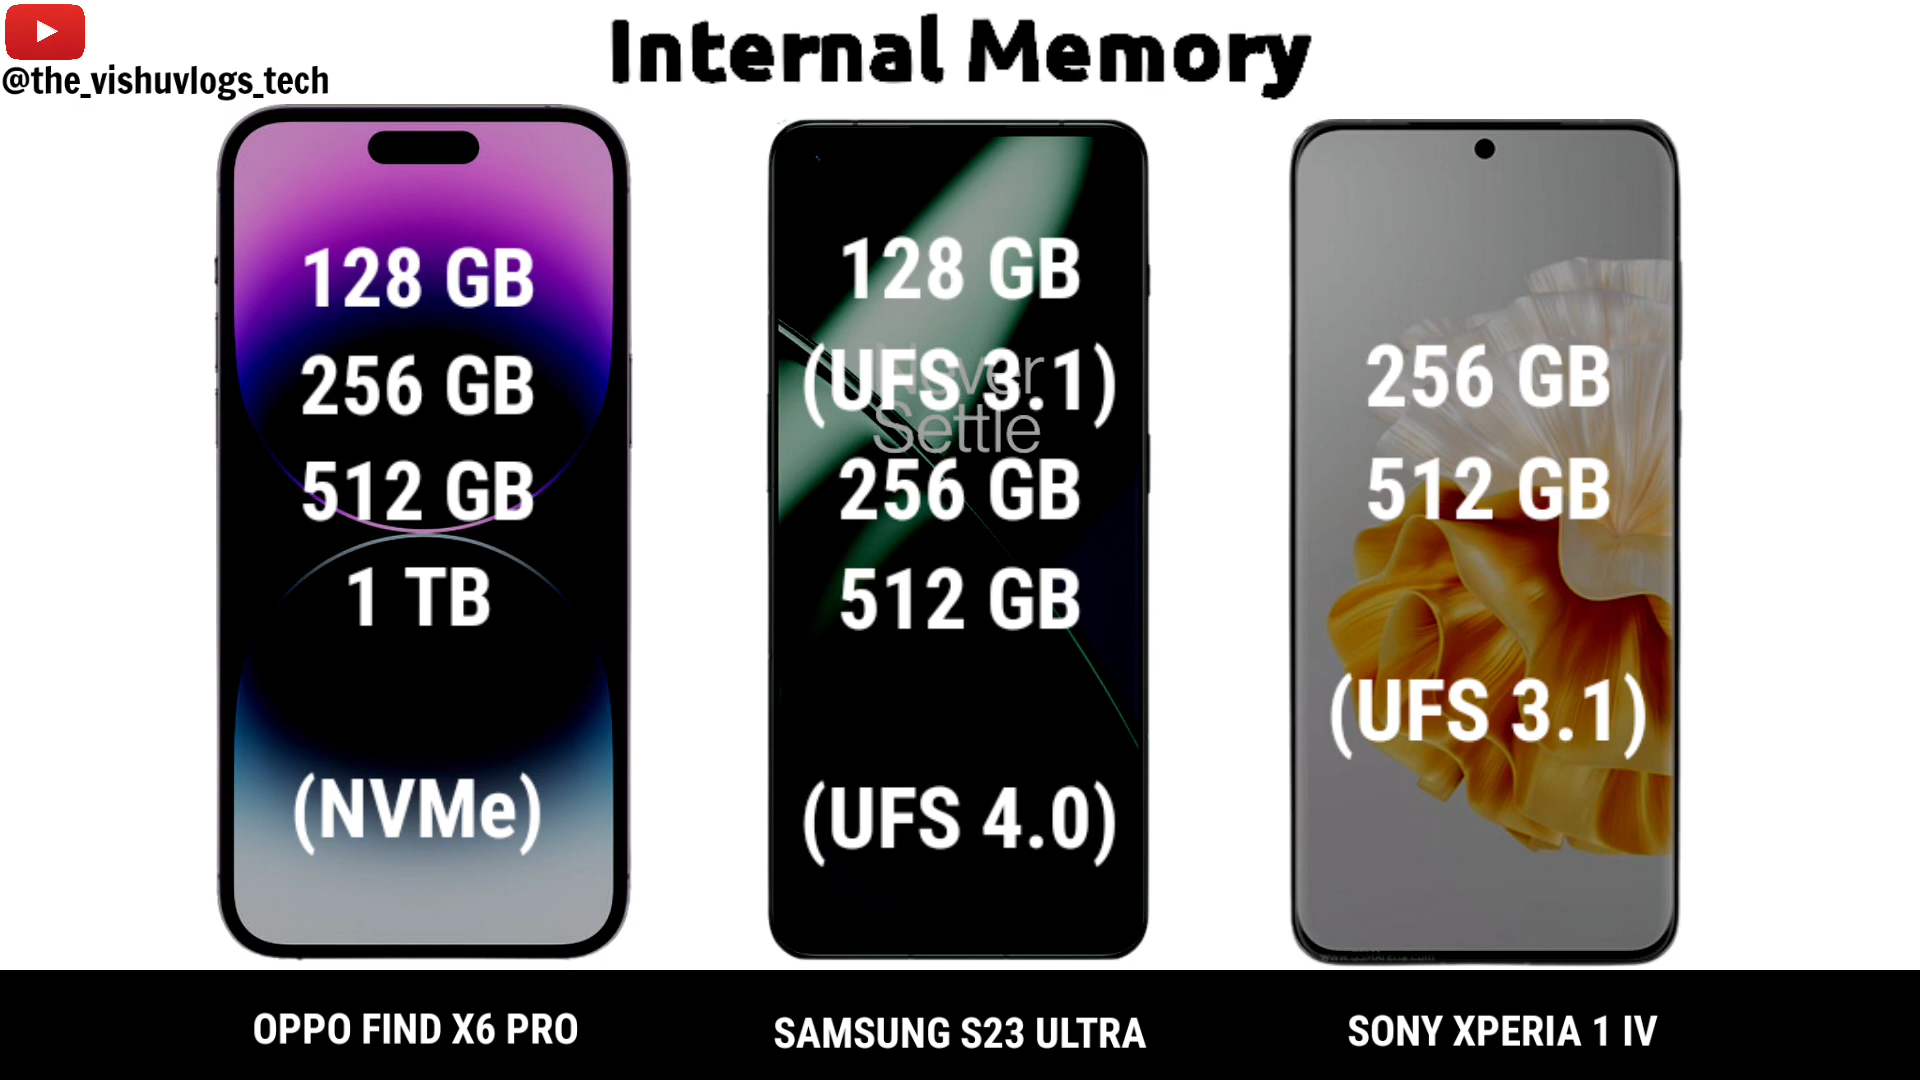 Internal Memory
@the_vishuvlogs_tech
128 GB
256 GB
512 GB
1 TB
(NVMe)
128 GB
(UFS 3.1)
Never
Settle
256 GB
512 GB
(UFS 4.0)
256 GB
512 GB
(UFS 3.1)
OPPO FIND X6 PRO
SAMSUNG S23 ULTRA
SONY XPERIA 1 IV